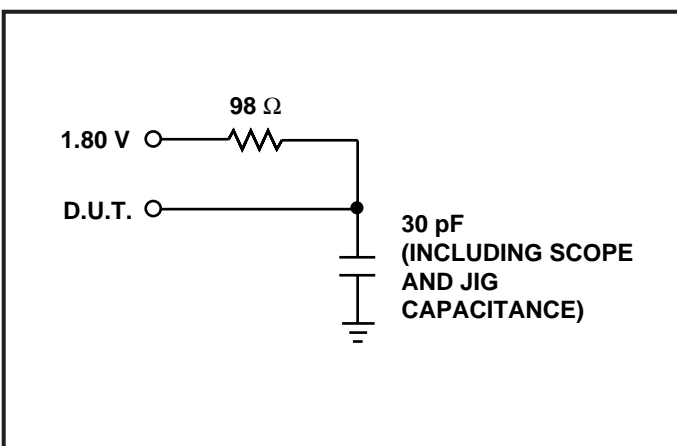 98 Ω
1.80 V
D.U.T.
30 pF
(INCLUDING SCOPE
AND JIG
CAPACITANCE)